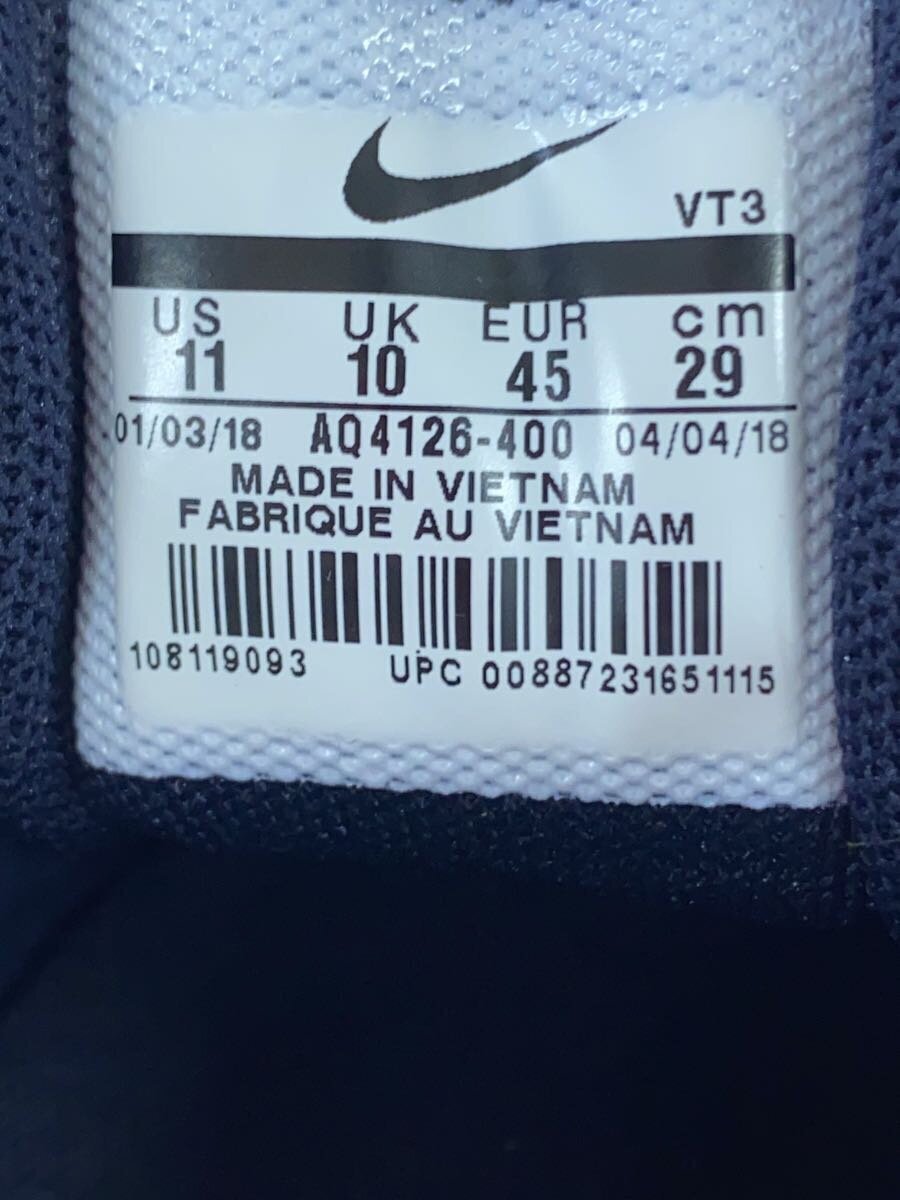 VT3
US UK EUR cm
11 10 45 29
01/03/18 AQ4126-400 04/04/18
MADE IN VIETNAM
FABRIQUE AU VIETNAM
108119093 UPC 00887231651115